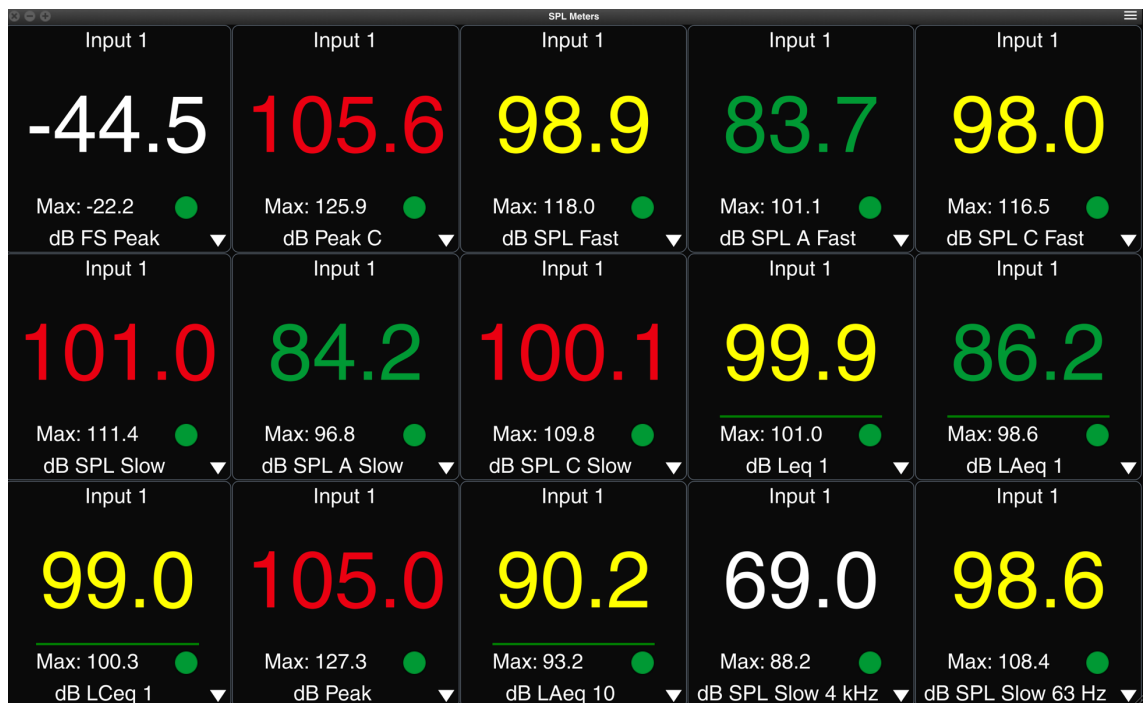 SPL Meters
Input 1
-44.5
Max: -22.2
dB FS Peak
Input 1
105.6
Max: 125.9
dB Peak C
Input 1
98.9
Max: 118.0
dB SPL Fast
Input 1
83.7
Max: 101.1
dB SPL A Fast
Input 1
98.0
Max: 116.5
dB SPL C Fast
Input 1
101.0
Max: 111.4
dB SPL Slow
Input 1
84.2
Max: 96.8
dB SPL A Slow
Input 1
100.1
Max: 109.8
dB SPL C Slow
Input 1
99.9
Max: 101.0
dB Leq 1
Input 1
86.2
Max: 98.6
dB LAeq 1
Input 1
99.0
Max: 100.3
dB LCeq 1
Input 1
105.0
Max: 127.3
dB Peak
Input 1
90.2
Max: 93.2
dB LAeq 10
Input 1
69.0
Max: 88.2
dB SPL Slow 4 kHz
Input 1
98.6
Max: 108.4
dB SPL Slow 63 Hz